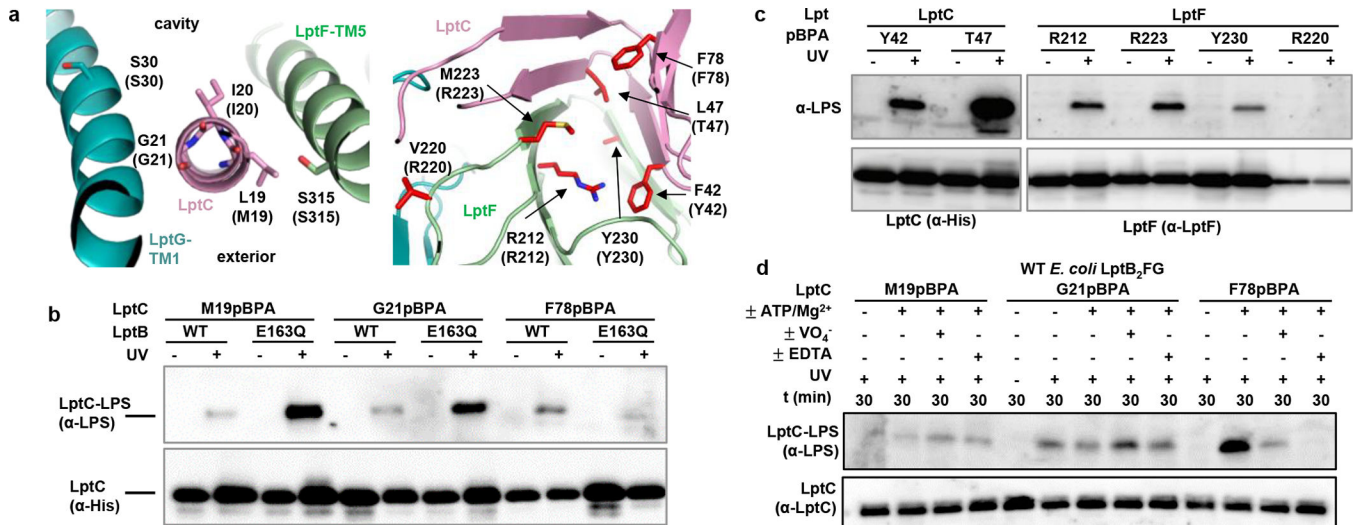 a
cavity
LptF-TM5
S30
(S30)
I20
(I20)
G21
(G21)
LptC
L19
(M19)
S315
(S315)
LptG-
TM1
exterior
LptC
F78
(F78)
M223
(R223)
L47
(T47)
V220
(R220)
F42
(Y42)
LptF
R212
(R212)
Y230
(Y230)
b
LptC M19pBPA G21pBPA F78pBPA
LptB WT E163Q WT E163Q WT E163Q
UV - + - + - + - + - + - +
LptC-LPS
(α-LPS)
LptC
(α-His)
c
Lpt LptC LptF
pBPA Y42 T47 R212 R223 Y230 R220
UV - + - + - + - + - + - +
α-LPS
LptC (α-His) LptF (α-LptF)
d
WT E. coli LptB₂FG
LptC M19pBPA G21pBPA F78pBPA
± ATP/Mg²⁺ - + + + - - + + + - + + +
± VO₄⁻ - - + - - - - + - - - + -
± EDTA - - - + - - - - + - - - +
UV + + + + - + + + + + + + +
t (min) 30 30 30 30 30 30 30 30 30 30 30 30 30
LptC-LPS
(α-LPS)
LptC
(α-LptC)